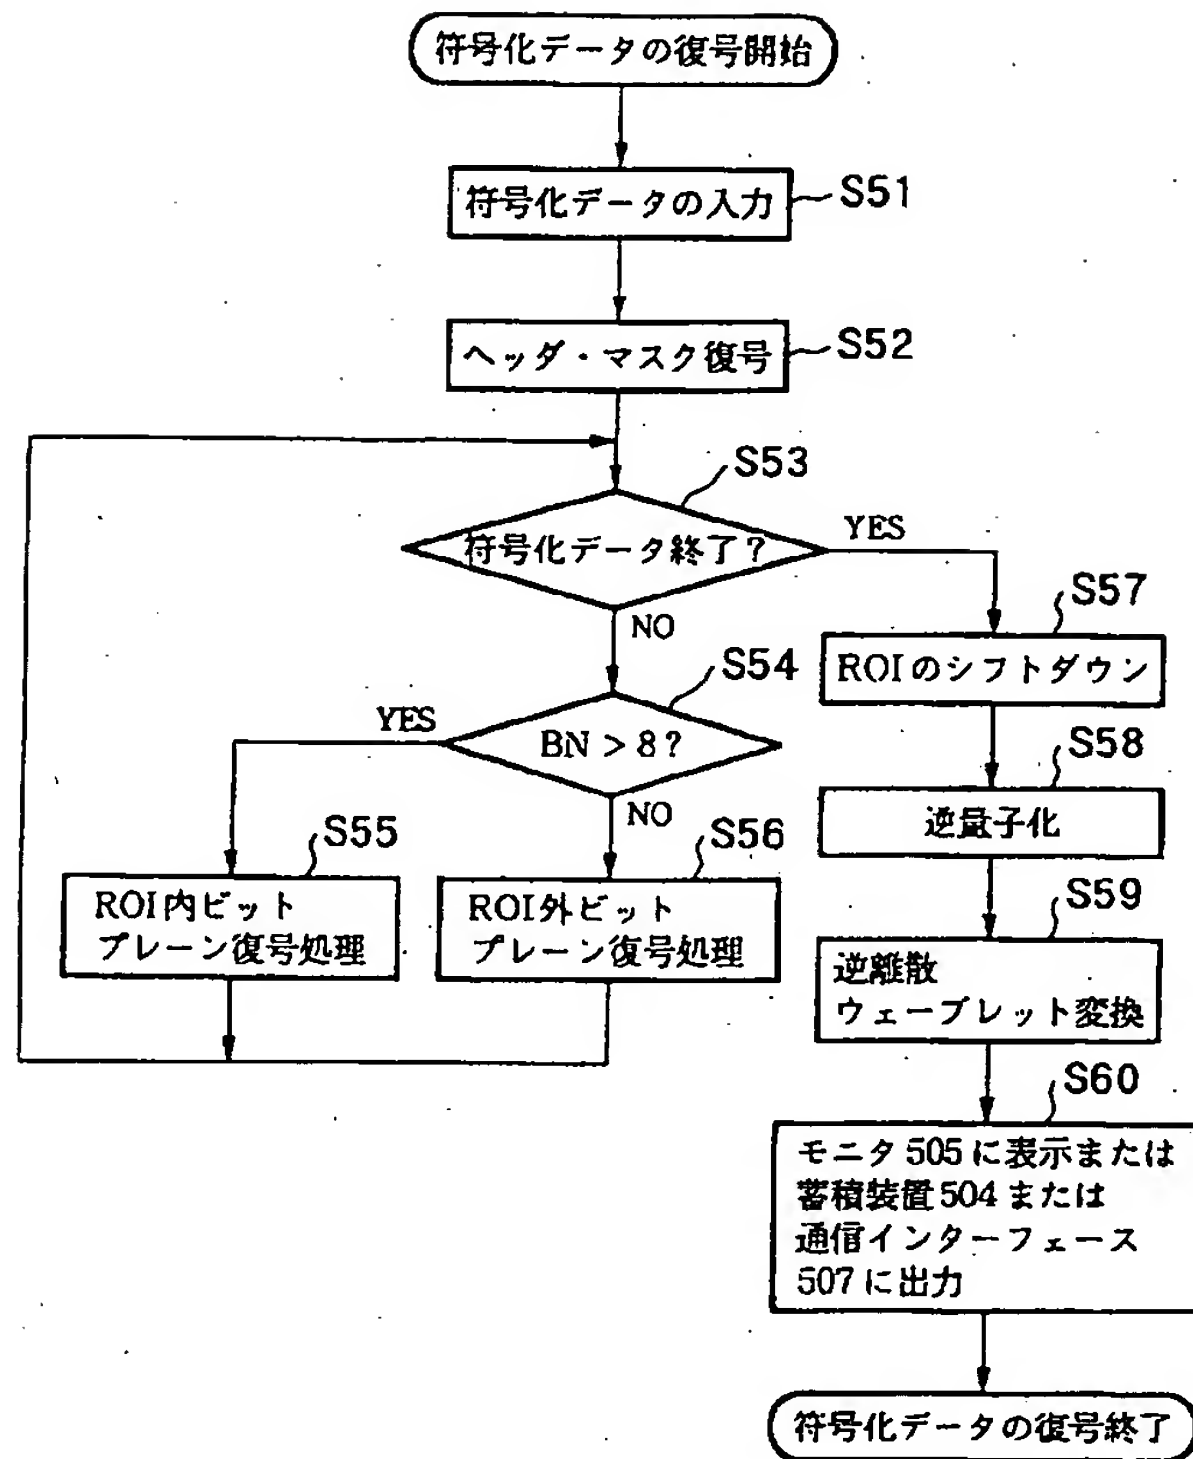 符号化データの復号開始
符号化データの入力
S51
ヘッダ・マスク復号
S52
S53
符号化データ終了?
YES
NO
S54
BN > 8?
YES
NO
S55
ROI内ビット
プレーン復号処理
S56
ROI外ビット
プレーン復号処理
S57
ROIのシフトダウン
S58
逆量子化
S59
逆離散
ウェーブレット変換
S60
モニタ505に表示または
蓄積装置504または
通信インターフェース
507に出力
符号化データの復号終了